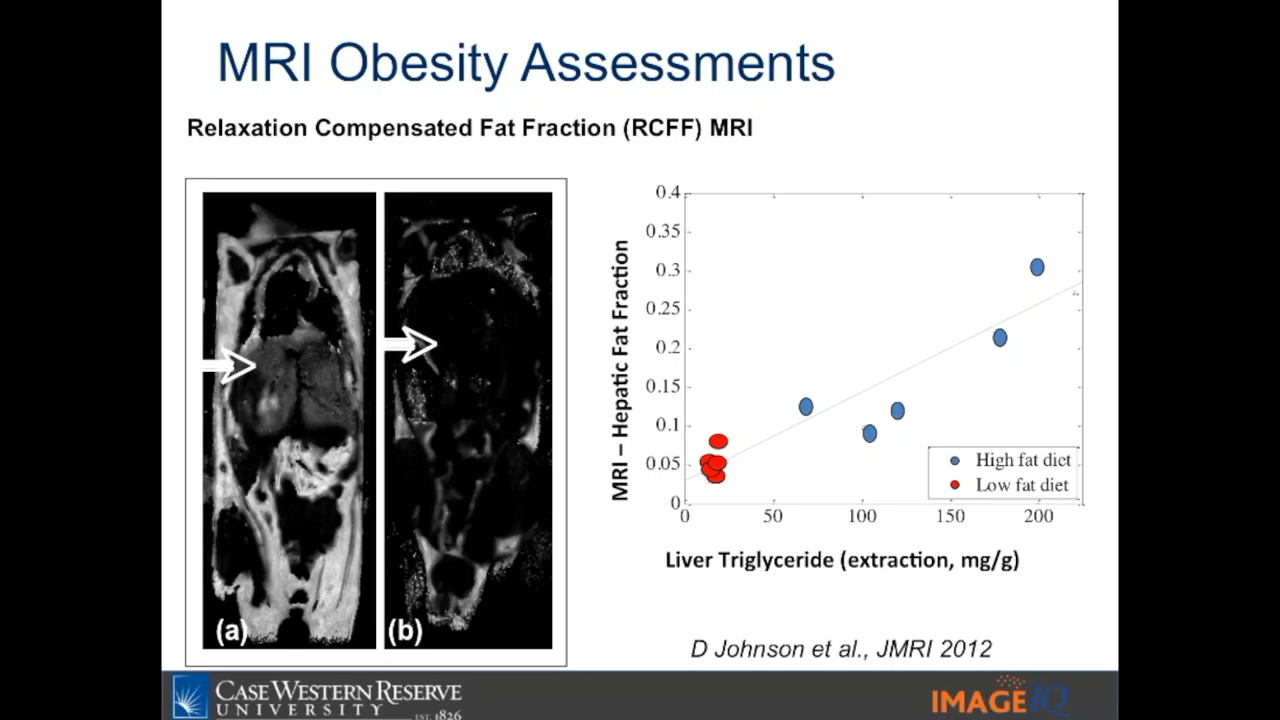 MRI Obesity Assessments
Relaxation Compensated Fat Fraction (RCFF) MRI
(a)
(b)
MRI – Hepatic Fat Fraction
0.4
0.35
0.3
0.25
0.2
0.15
0.1
0.05
0
0
50
100
150
200
High fat diet
Low fat diet
Liver Triglyceride (extraction, mg/g)
D Johnson et al., JMRI 2012
CASE WESTERN RESERVE
UNIVERSITY
EST. 1826
IMAGEIQ